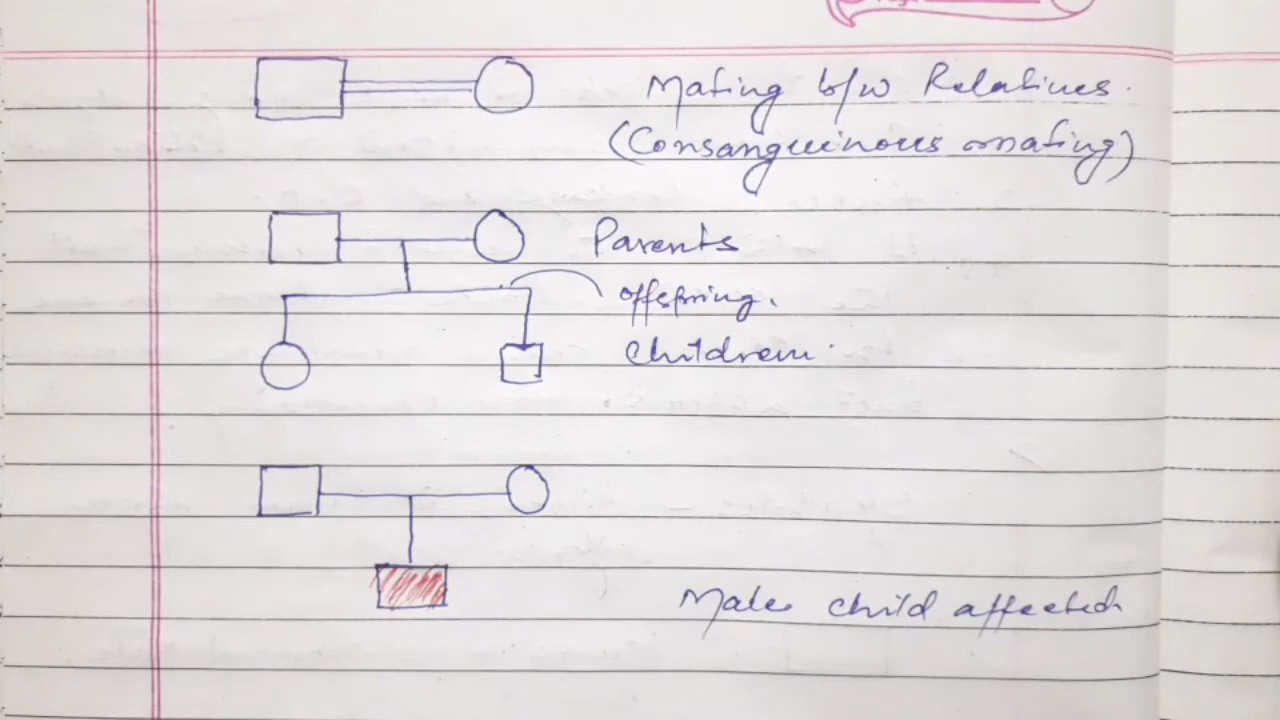 Mating b/w Relatives.
(Consanguinous mating)
Parents
offspring.
Children.
Male child affected